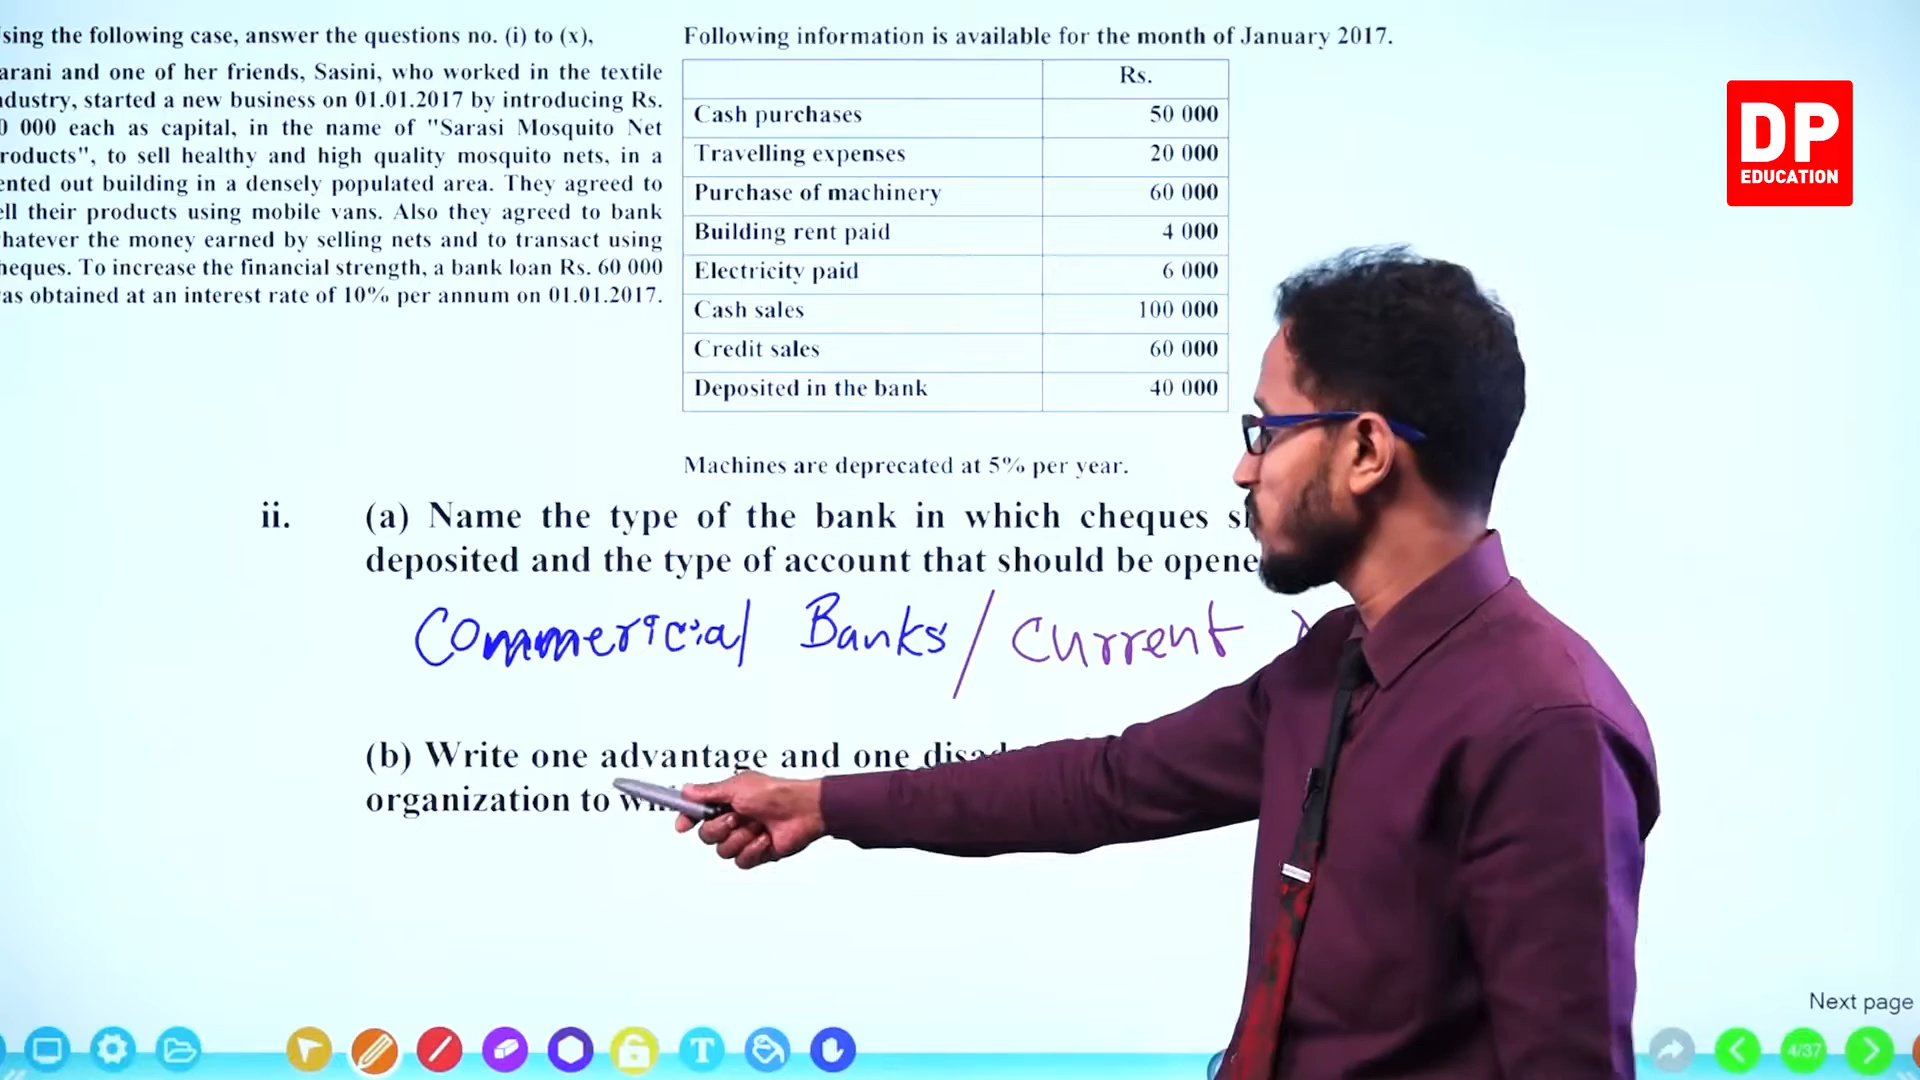 sing the following case, answer the questions no. (i) to (x),
arani and one of her friends, Sasini, who worked in the textile
ndustry, started a new business on 01.01.2017 by introducing Rs.
0 000 each as capital, in the name of "Sarasi Mosquito Net
roducts", to sell healthy and high quality mosquito nets, in a
ented out building in a densely populated area. They agreed to
ell their products using mobile vans. Also they agreed to bank
hatever the money earned by selling nets and to transact using
heques. To increase the financial strength, a bank loan Rs. 60 000
as obtained at an interest rate of 10% per annum on 01.01.2017.
Following information is available for the month of January 2017.
Rs.
Cash purchases 50 000
Travelling expenses 20 000
Purchase of machinery 60 000
Building rent paid 4 000
Electricity paid 6 000
Cash sales 100 000
Credit sales 60 000
Deposited in the bank 40 000
Machines are deprecated at 5% per year.
DP
EDUCATION
ii. (a) Name the type of the bank in which cheques
deposited and the type of account that should be opene
Commericial Banks / Current
(b) Write one advantage and one
organization to
Next page
4/37